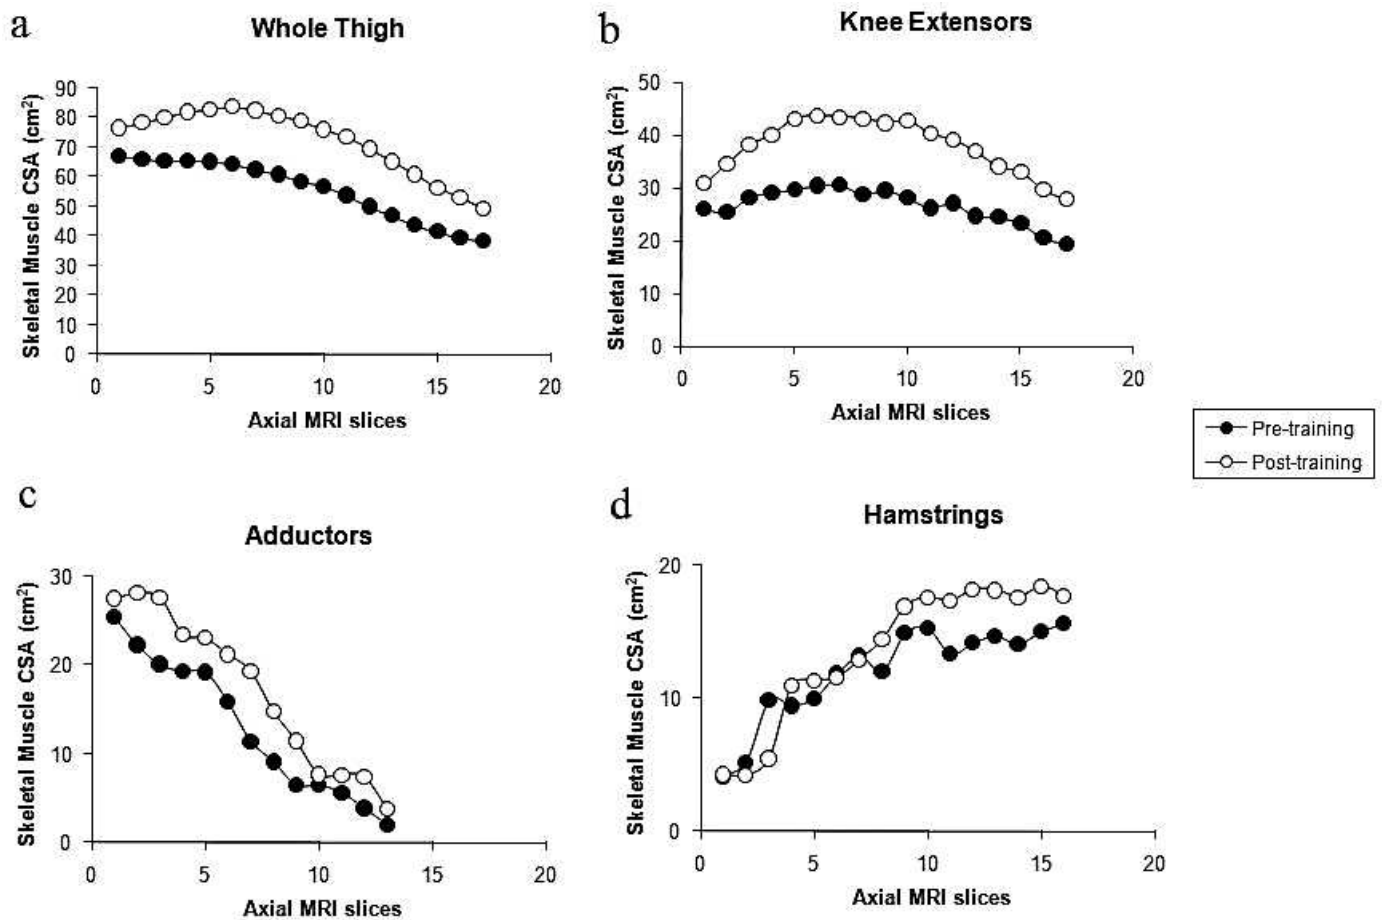 a
Whole Thigh
Skeletal Muscle CSA (cm²)
90
80
70
60
50
40
30
20
10
0
0 5 10 15 20
Axial MRI slices
b
Knee Extensors
Skeletal Muscle CSA (cm²)
50
40
30
20
10
0
0 5 10 15 20
Axial MRI slices
Pre-training
Post-training
c
Adductors
Skeletal Muscle CSA (cm²)
30
20
10
0
0 5 10 15 20
Axial MRI slices
d
Hamstrings
Skeletal Muscle CSA (cm²)
20
10
0
0 5 10 15 20
Axial MRI slices